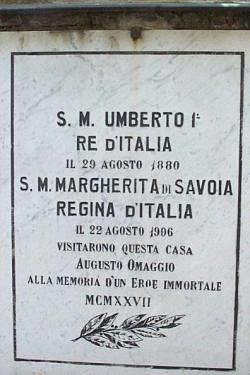 S. M. UMBERTO I°
RE D'ITALIA
IL 29 AGOSTO 1880
S. M. MARGHERITA DI SAVOIA
REGINA D'ITALIA
IL 22 AGOSTO 1906
VISITARONO QUESTA CASA
AUGUSTO OMAGGIO
ALLA MEMORIA D'UN EROE IMMORTALE
MCMXXVII